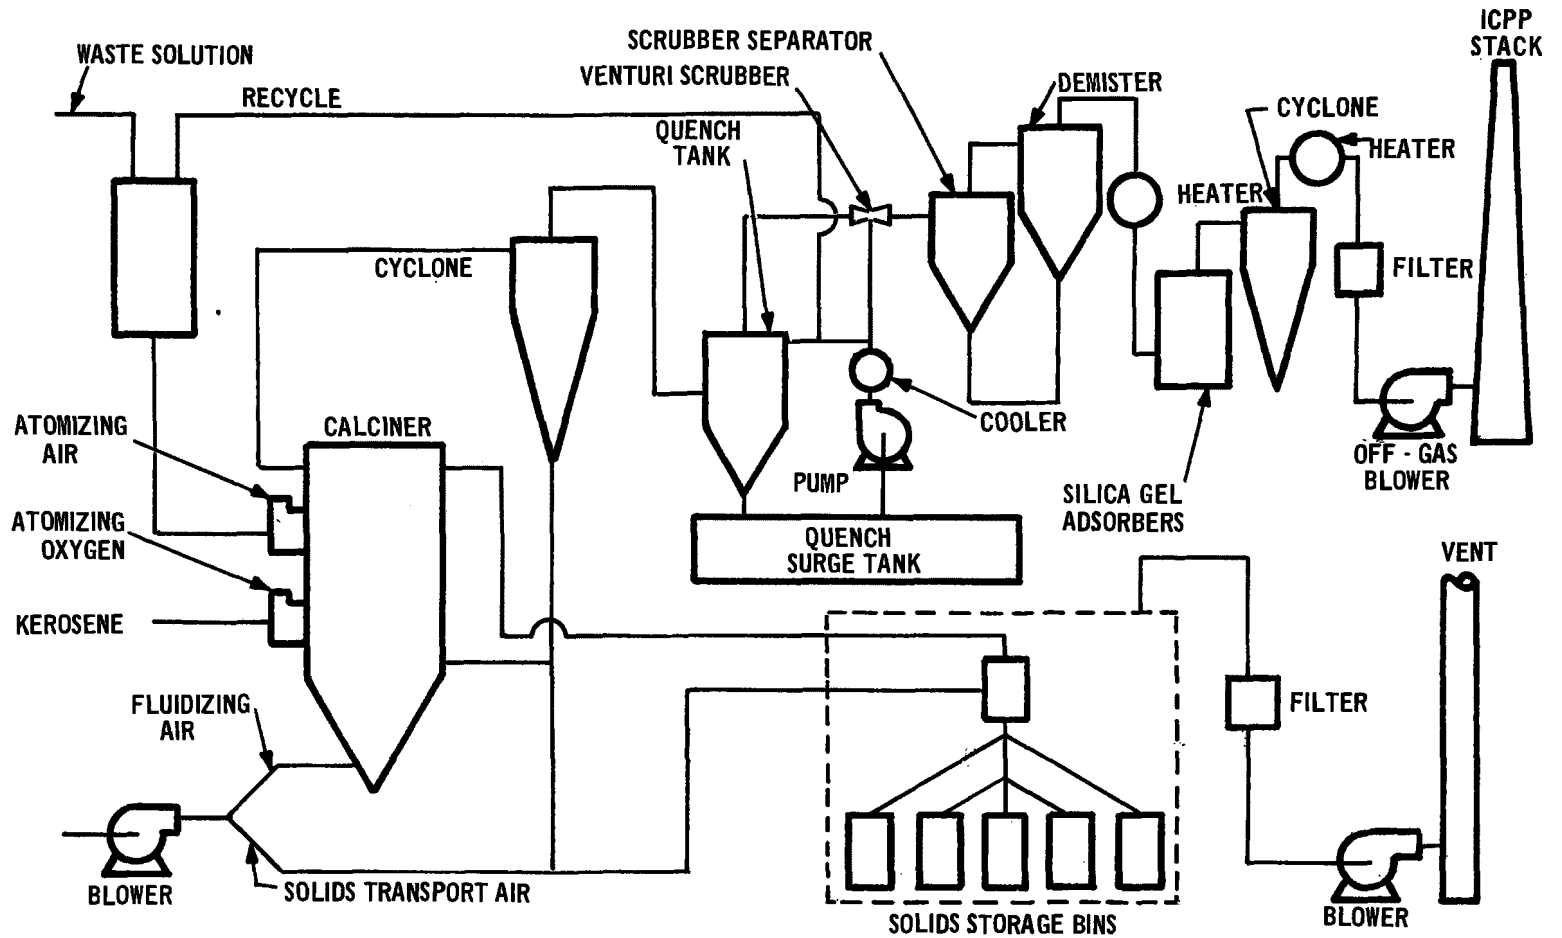 ICPP
STACK
WASTE SOLUTION
SCRUBBER SEPARATOR
VENTURI SCRUBBER
DEMISTER
RECYCLE
CYCLONE
QUENCH
TANK
HEATER
HEATER
CYCLONE
FILTER
ATOMIZING
AIR
CALCINER
COOLER
OFF - GAS
BLOWER
PUMP
SILICA GEL
ADSORBERS
ATOMIZING
OXYGEN
QUENCH
SURGE TANK
VENT
KEROSENE
FLUIDIZING
AIR
FILTER
BLOWER
SOLIDS TRANSPORT AIR
SOLIDS STORAGE BINS
BLOWER